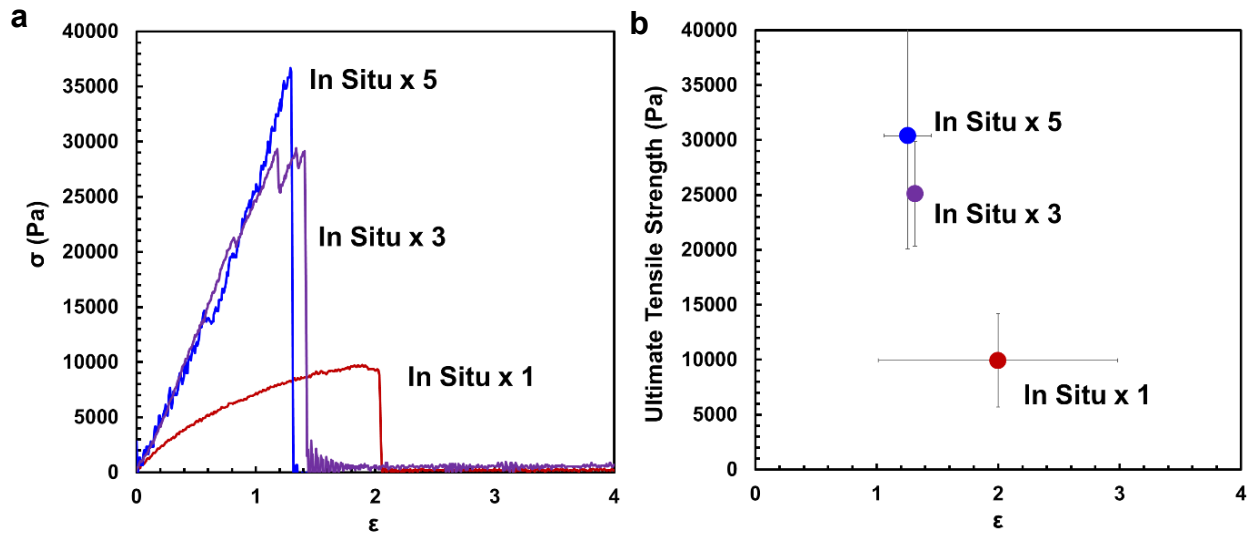 a
σ (Pa)
40000
35000
30000
25000
20000
15000
10000
5000
0
In Situ x 5
In Situ x 3
In Situ x 1
0 1 2 3 4
ε
b
Ultimate Tensile Strength (Pa)
40000
35000
30000
25000
20000
15000
10000
5000
0
In Situ x 5
In Situ x 3
In Situ x 1
0 1 2 3 4
ε